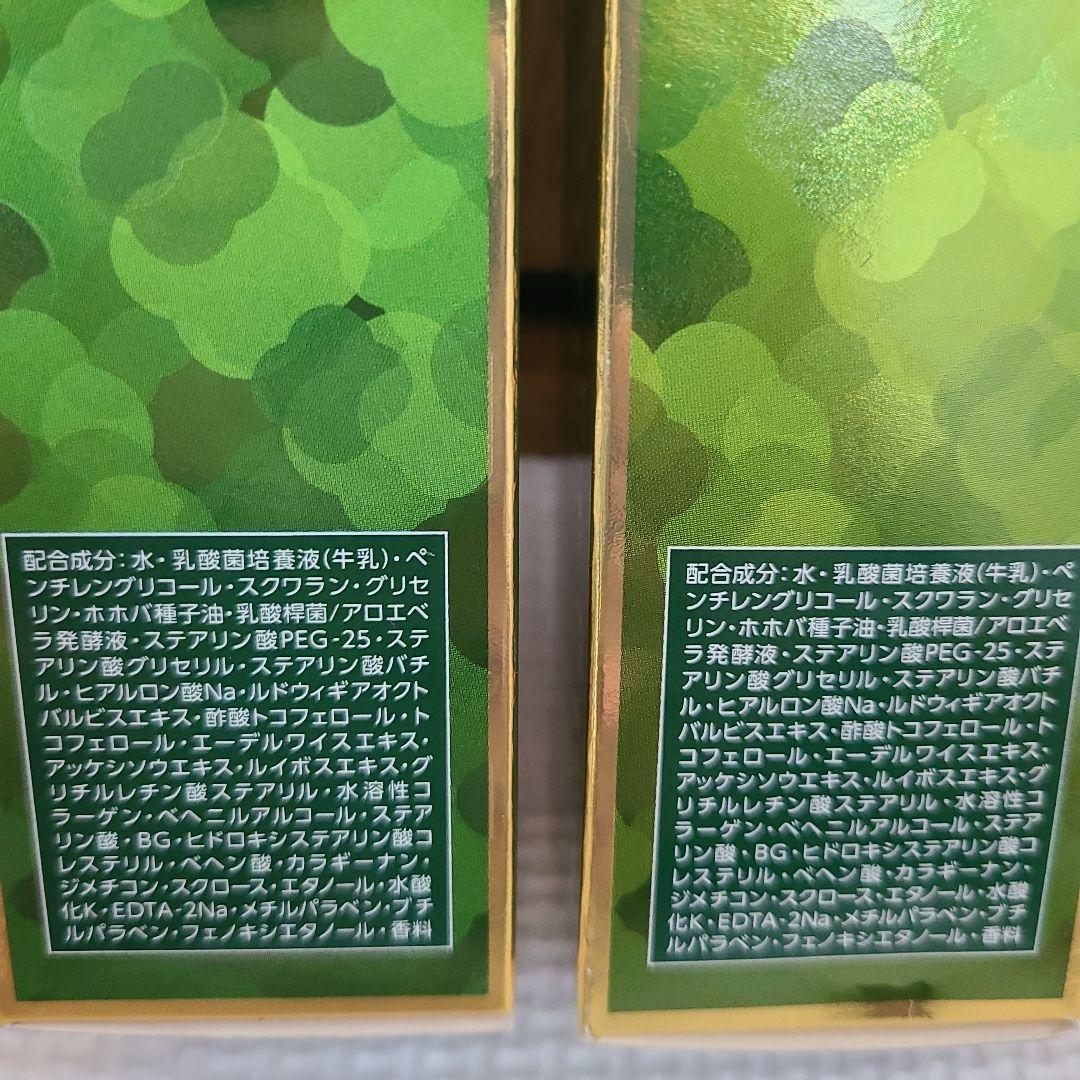 配合成分：水・乳酸菌培養液(牛乳)・ペ
ンチレングリコール・スクワラン・グリセ
リン・ホホバ種子油・乳酸桿菌/アロエベ
ラ発酵液・ステアリン酸PEG-25・ステ
アリン酸グリセリル・ステアリン酸バチ
ル・ヒアルロン酸Na・ルドウィギアオクト
バルビスエキス・酢酸トコフェロール・ト
コフェロール・エーデルワイスエキス・
アッケシソウエキス・ルイボスエキス・グ
リチルレチン酸ステアリル・水溶性コ
ラーゲン・ベヘニルアルコール・ステア
リン酸・BG・ヒドロキシステアリン酸コ
レステリル・ベヘン酸・カラギーナン・
ジメチコン・スクロース・エタノール・水酸
化K・EDTA-2Na・メチルパラベン・ブチ
ルパラベン・フェノキシエタノール・香料
配合成分：水・乳酸菌培養液(牛乳)・ペ
ンチレングリコール・スクワラン・グリセ
リン・ホホバ種子油・乳酸桿菌/アロエベ
ラ発酵液・ステアリン酸PEG-25・ステ
アリン酸グリセリル・ステアリン酸バチ
ル・ヒアルロン酸Na・ルドウィギアオクト
バルビスエキス・酢酸トコフェロール・ト
コフェロール・エーデルワイスエキス・
アッケシソウエキス・ルイボスエキス・グ
リチルレチン酸ステアリル・水溶性コ
ラーゲン・ベヘニルアルコール・ステア
リン酸・BG・ヒドロキシステアリン酸コ
レステリル・ベヘン酸・カラギーナン・
ジメチコン・スクロース・エタノール・水酸
化K・EDTA-2Na・メチルパラベン・ブチ
ルパラベン・フェノキシエタノール・香料